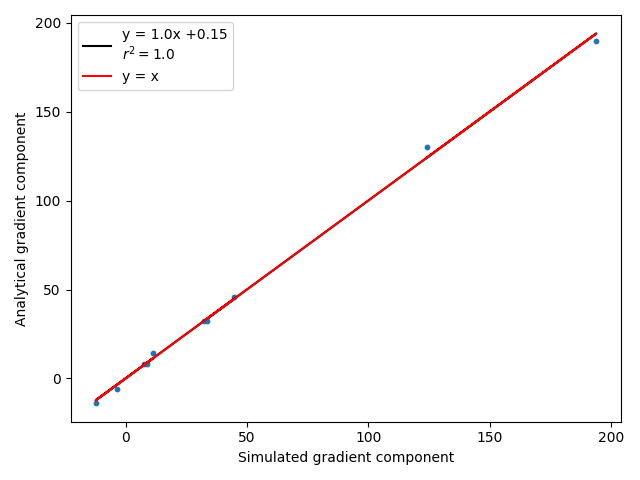 y = 1.0x +0.15
r² = 1.0
y = x
200
150
100
50
0
Analytical gradient component
0
50
100
150
200
Simulated gradient component